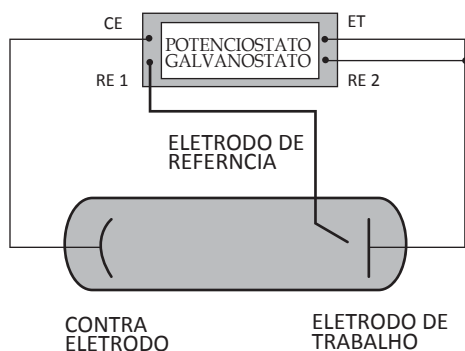 CE
ET
POTENCIOSTATO
GALVANOSTATO
RE 1
RE 2
ELETRODO DE
REFERNCIA
CONTRA
ELETRODO
ELETRODO DE
TRABALHO